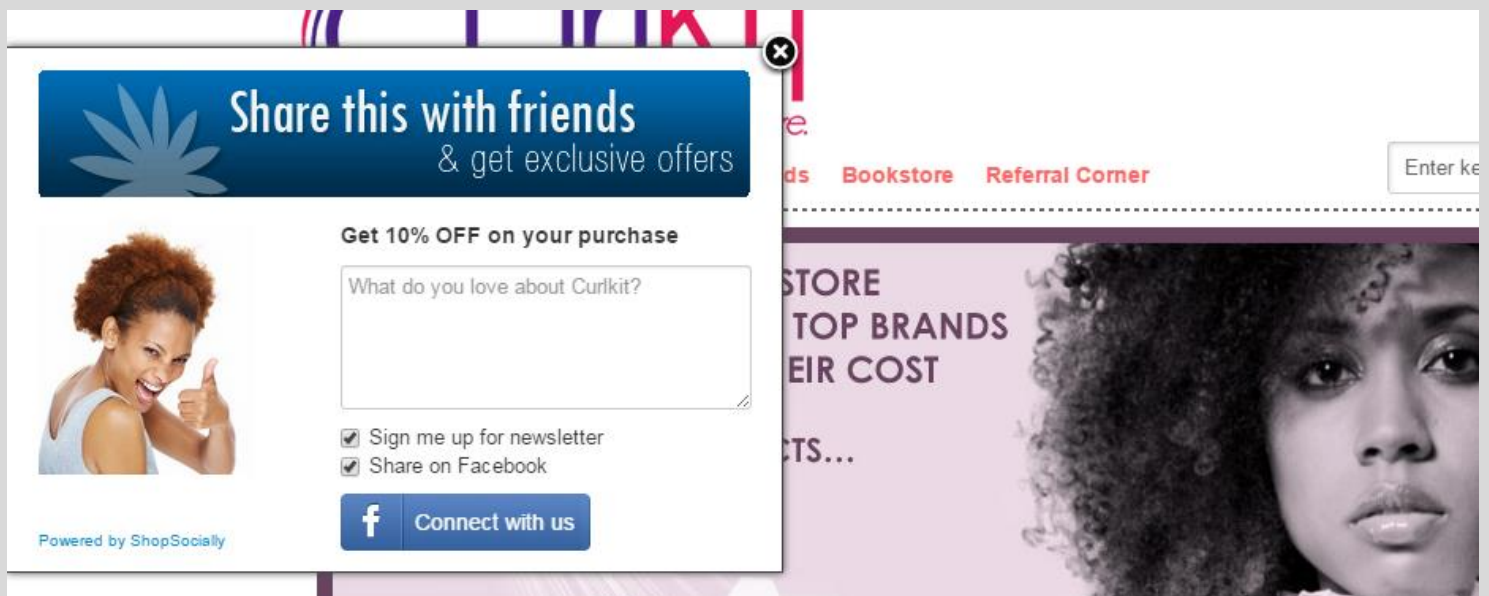 Share this with friends
& get exclusive offers
Get 10% OFF on your purchase
What do you love about Curlkit?
Sign me up for newsletter
Share on Facebook
f
Connect with us
Powered by ShopSocially
re.
ds Bookstore Referral Corner
Enter ke
STORE
TOP BRANDS
EIR COST
CTS...